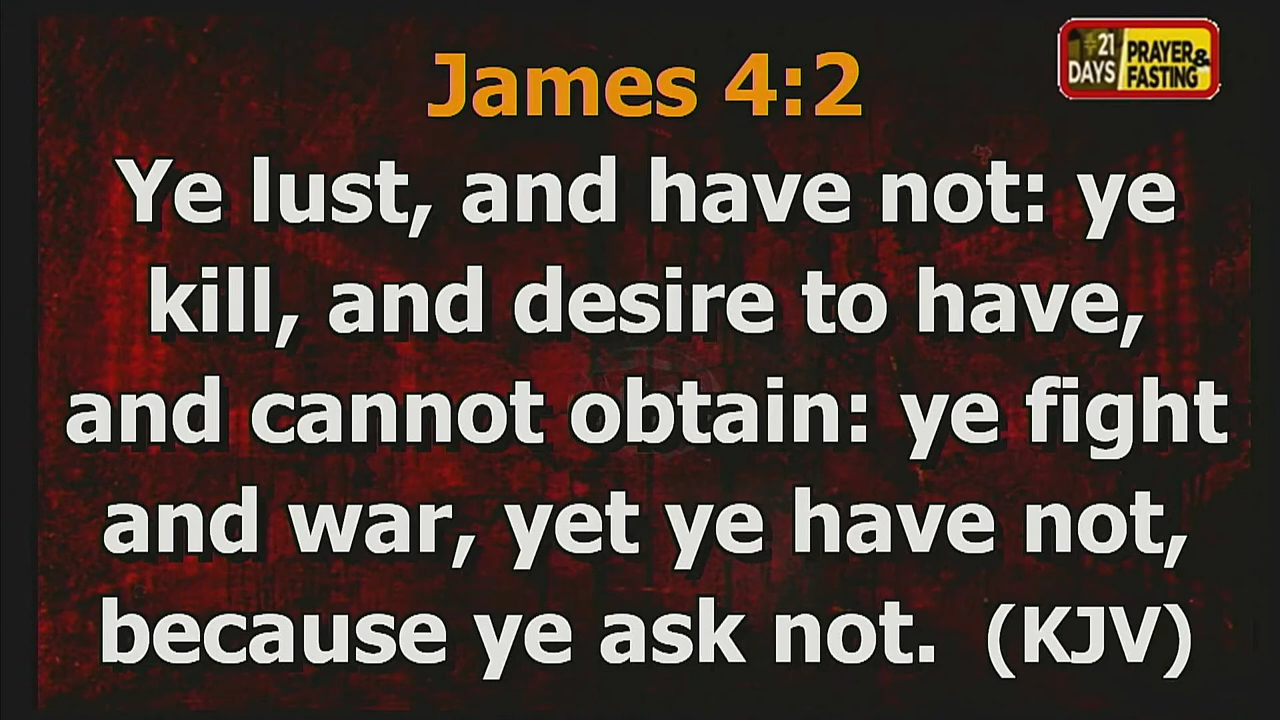 James 4:2
+21 DAYS PRAYER& FASTING
Ye lust, and have not: ye
kill, and desire to have,
and cannot obtain: ye fight
and war, yet ye have not,
because ye ask not. (KJV)